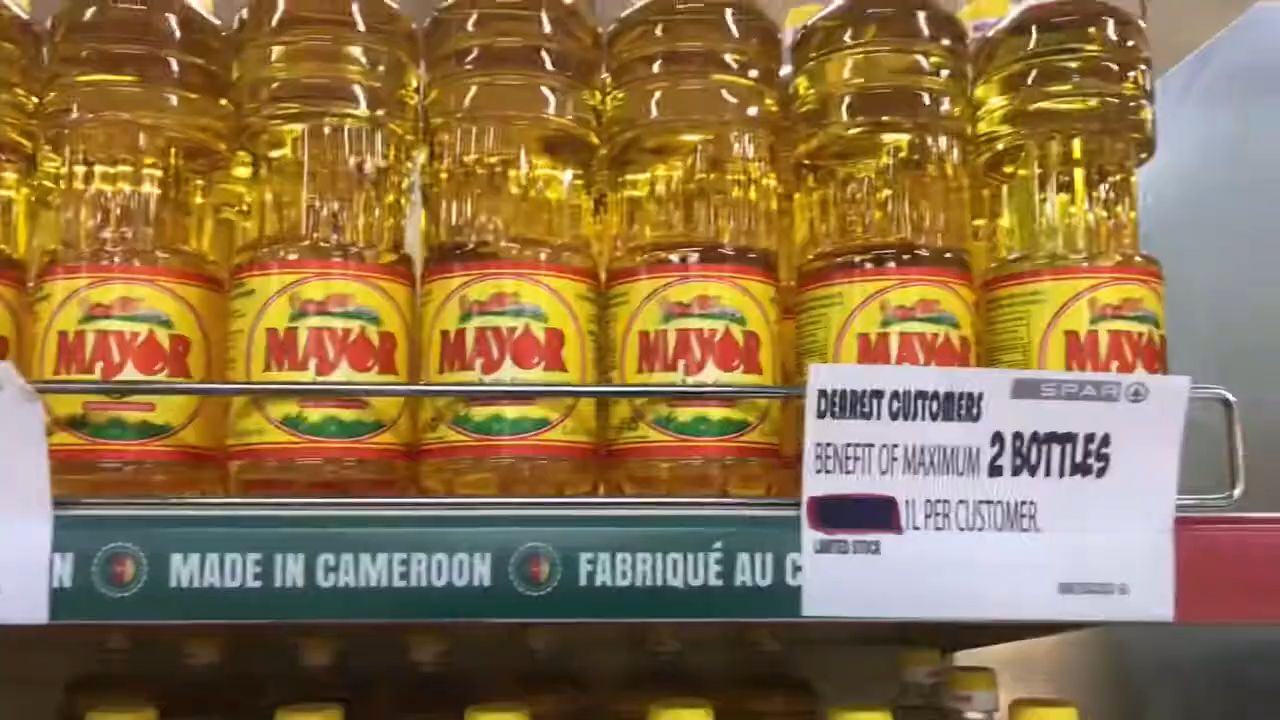 MAYOR
MAYOR
MAYOR
MAYOR
MAYOR
MAYOR
SPAR
DEAREST CUSTOMERS
BENEFIT OF MAXIMUM 2 BOTTLES
1L PER CUSTOMER.
LIMITED STOCK
N MADE IN CAMEROON FABRIQUÉ AU C